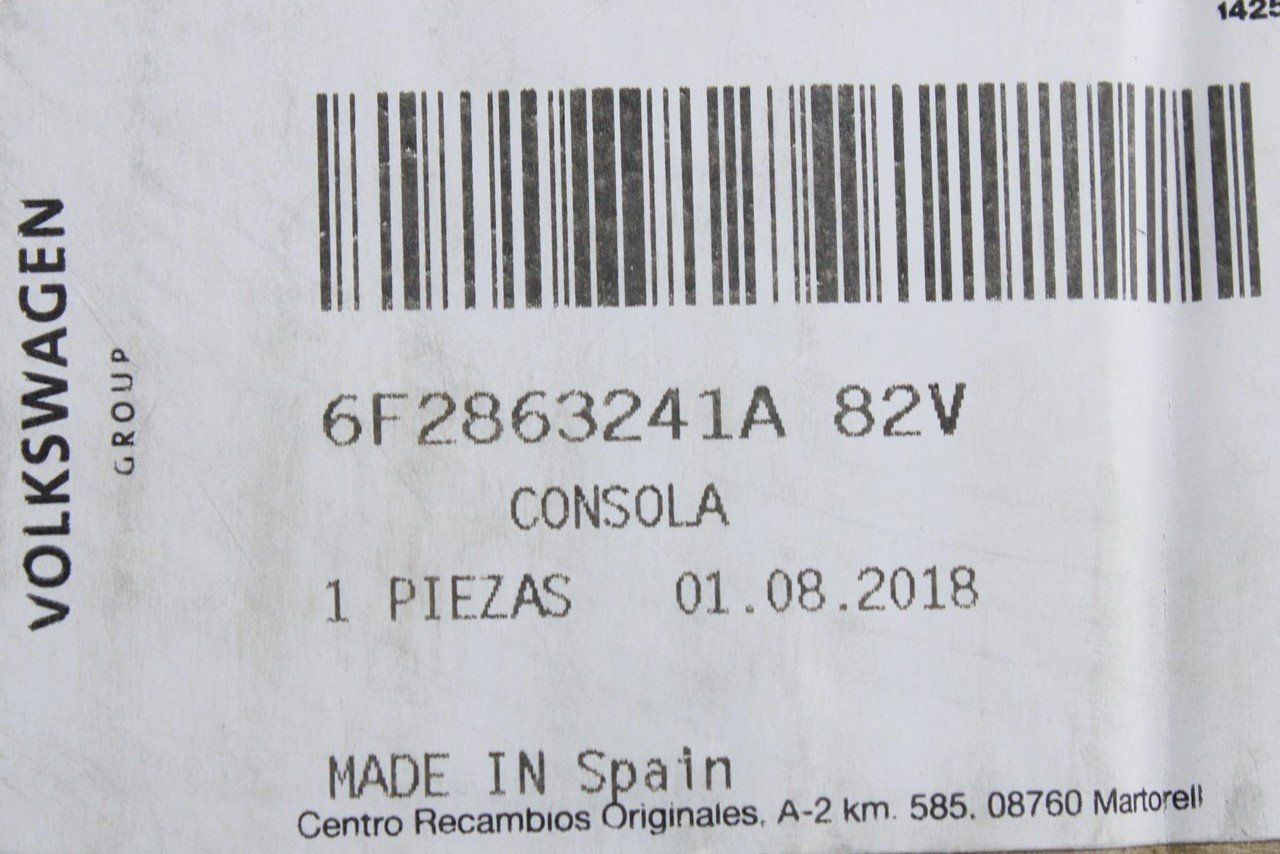 1425
VOLKSWAGEN
GROUP
6F2863241A 82V
CONSOLA
1 PIEZAS 01.08.2018
MADE IN Spain
Centro Recambios Originales, A-2 km. 585. 08760 Martorell